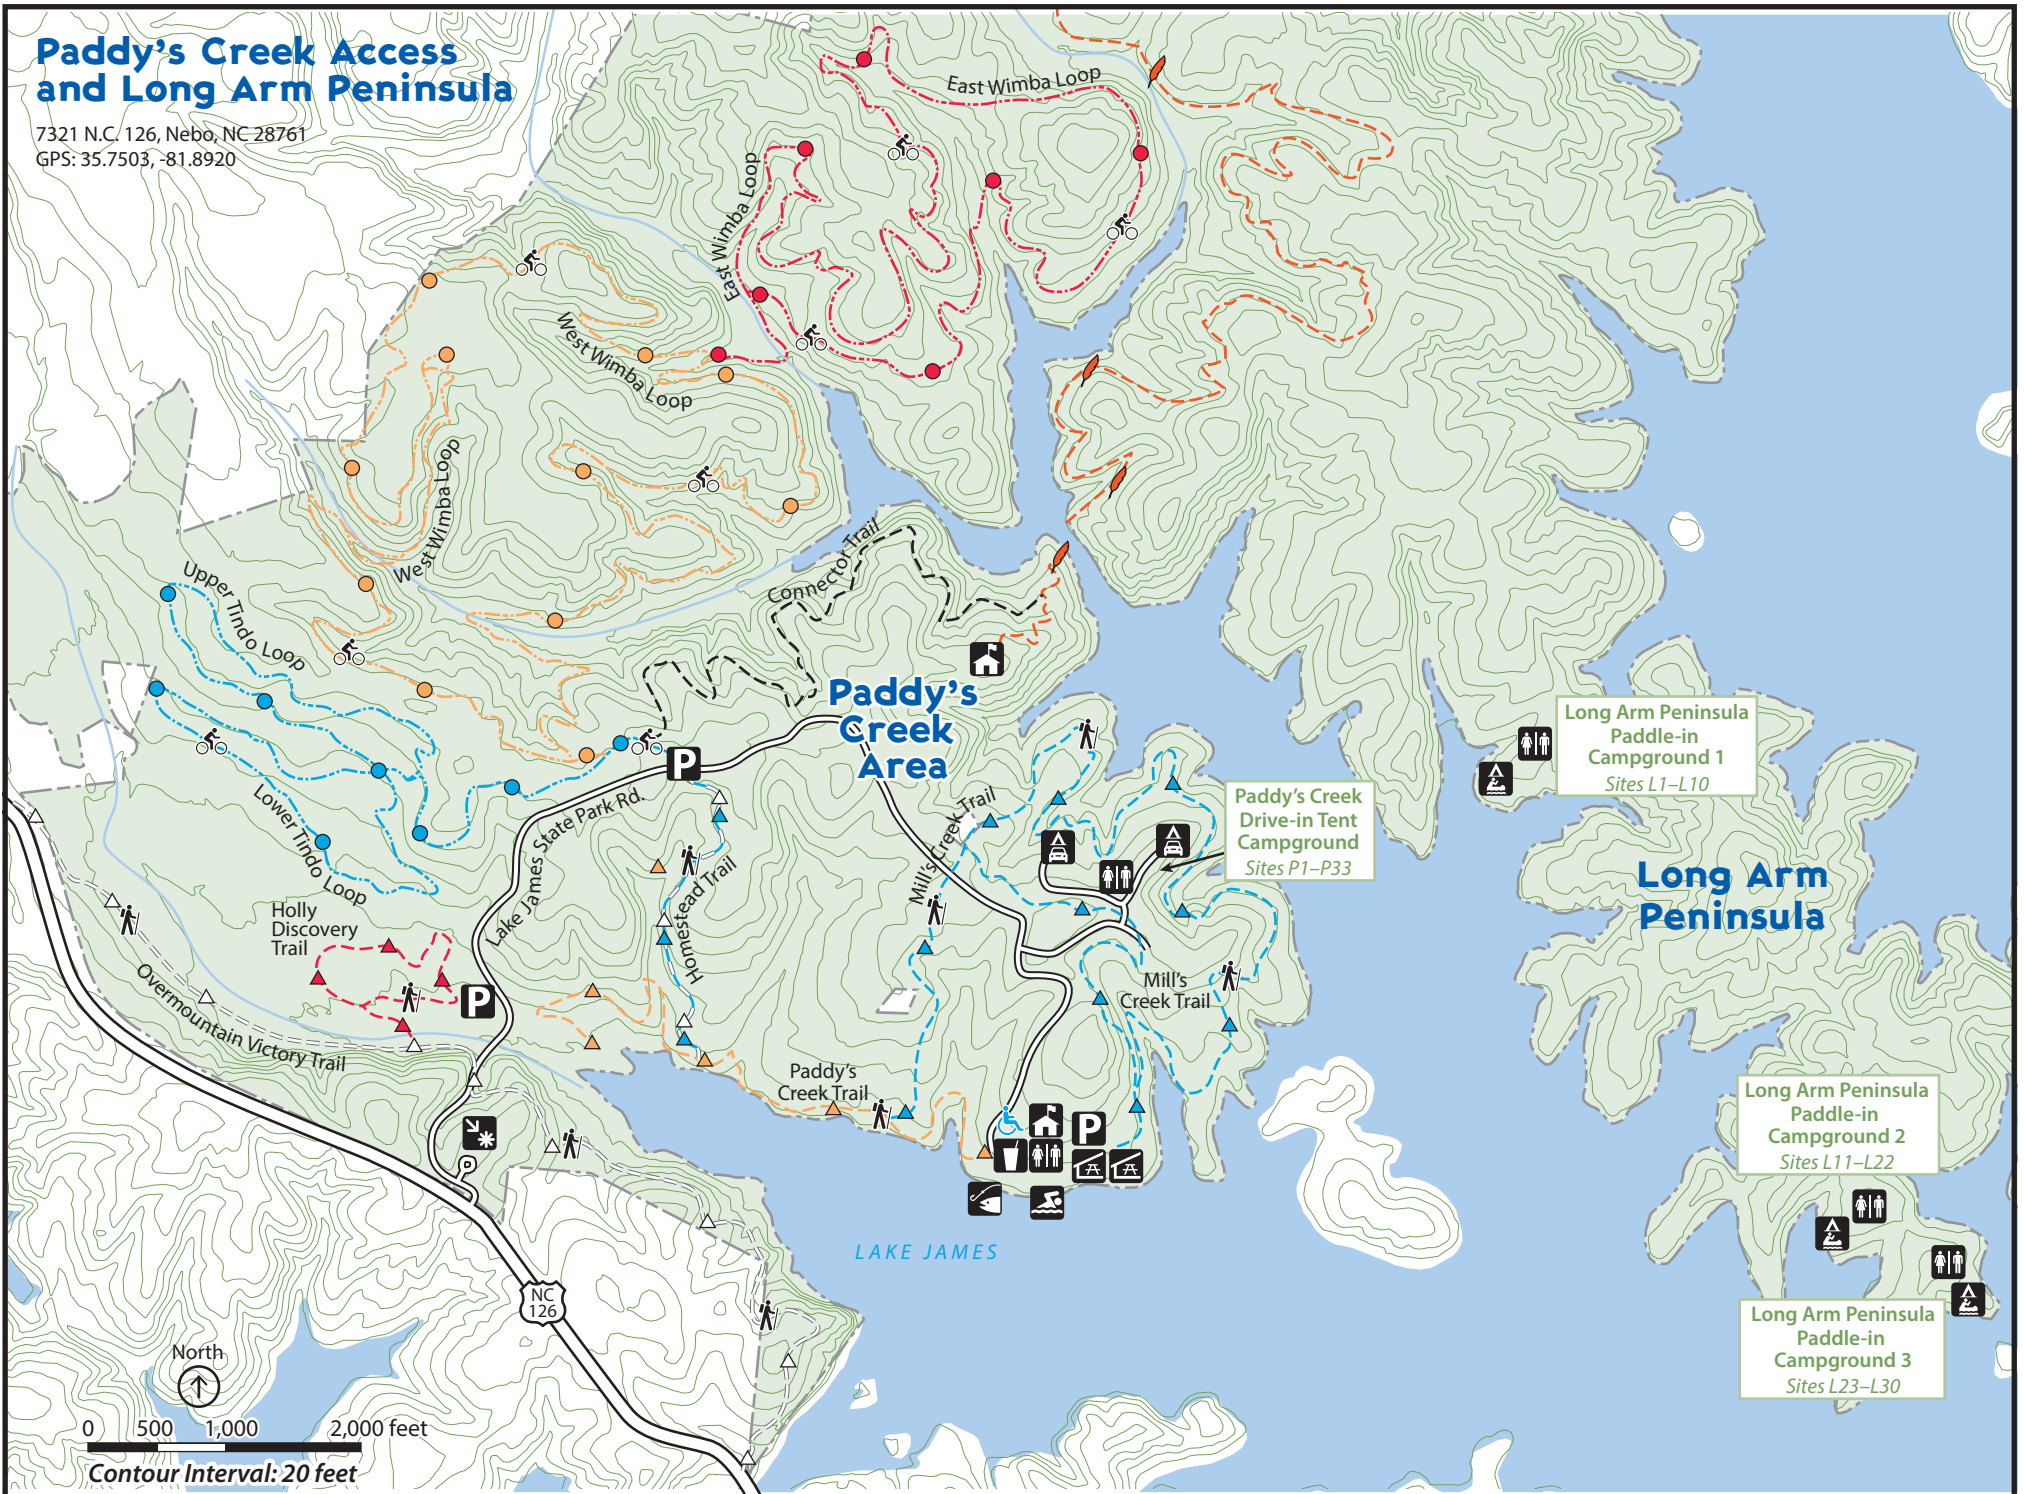 Paddy's Creek Access
and Long Arm Peninsula
7321 N.C. 126, Nebo, NC 28761
GPS: 35.7503, -81.8920
East Wimba Loop
East Wimba Loop
West Wimba Loop
West Wimba Loop
Connector Trail
Upper Tindo Loop
Lower Tindo Loop
Paddy's
Creek
Area
P
Lake James State Park Rd.
Homestead Trail
Mill's Creek Trail
Long Arm Peninsula
Paddle-in
Campground 1
Sites L1–L10
Paddy's Creek
Drive-in Tent
Campground
Sites P1–P33
Long Arm
Peninsula
Holly
Discovery
Trail
P
Overmountain Victory Trail
Mill's
Creek Trail
Paddy's
Creek Trail
P
P
Long Arm Peninsula
Paddle-in
Campground 2
Sites L11–L22
LAKE JAMES
NC
126
Long Arm Peninsula
Paddle-in
Campground 3
Sites L23–L30
North
0 500 1,000 2,000 feet
Contour Interval: 20 feet